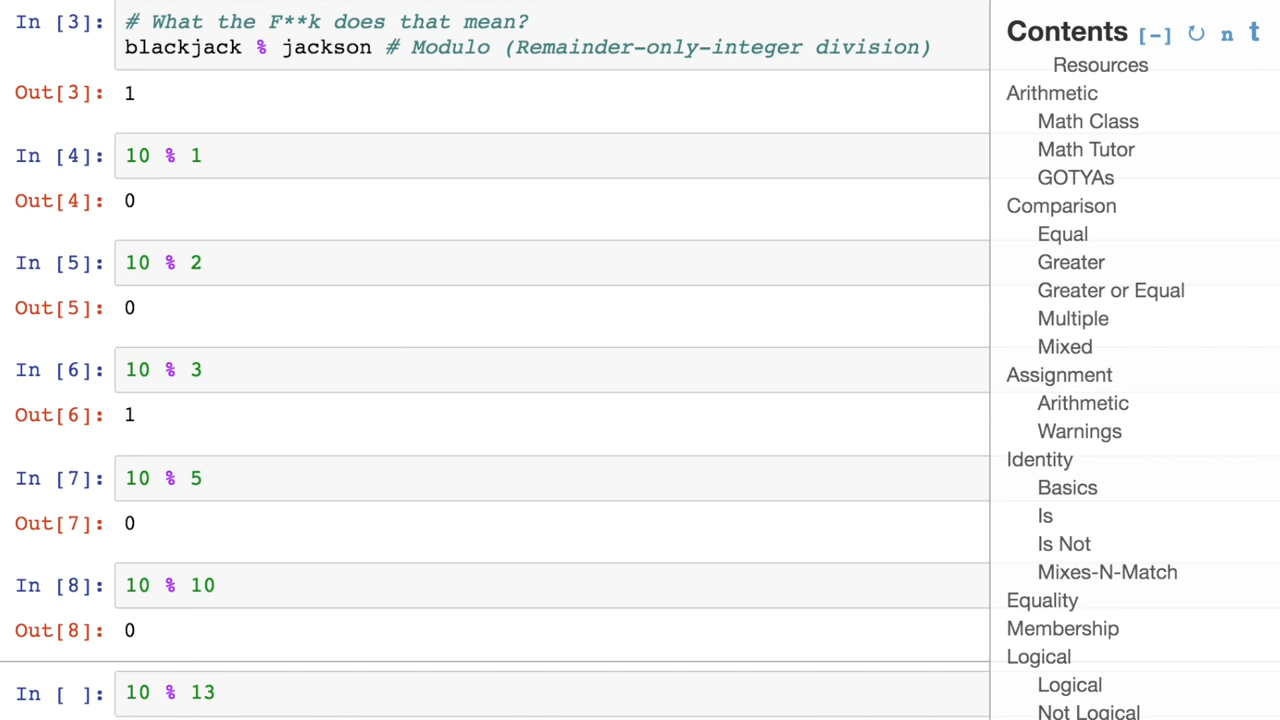 In [3]: # What the F**k does that mean?
blackjack % jackson # Modulo (Remainder-only-integer division)
Out[3]: 1
In [4]: 10 % 1
Out[4]: 0
In [5]: 10 % 2
Out[5]: 0
In [6]: 10 % 3
Out[6]: 1
In [7]: 10 % 5
Out[7]: 0
In [8]: 10 % 10
Out[8]: 0
In [ ]: 10 % 13
Contents [-] ↻ n t
Resources
Arithmetic
Math Class
Math Tutor
GOTYAs
Comparison
Equal
Greater
Greater or Equal
Multiple
Mixed
Assignment
Arithmetic
Warnings
Identity
Basics
Is
Is Not
Mixes-N-Match
Equality
Membership
Logical
Logical
Not Logical